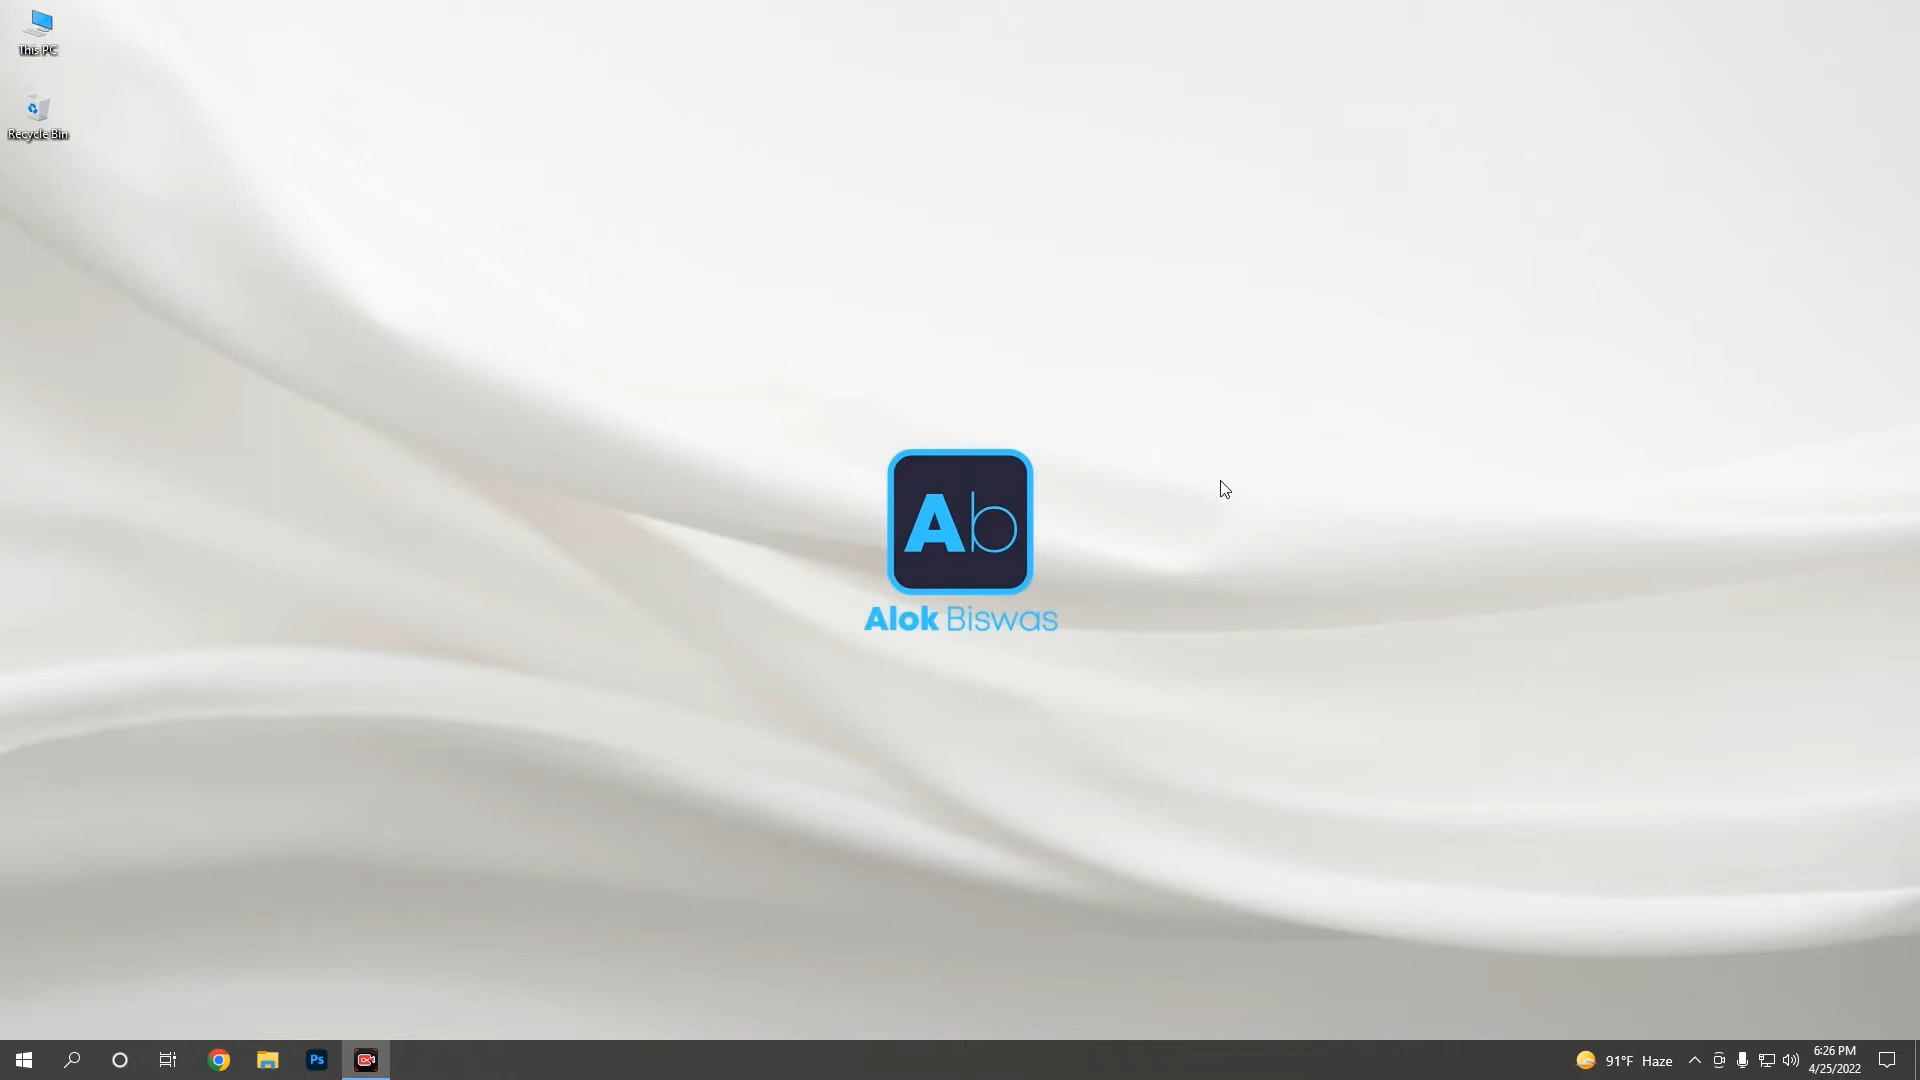 This PC
Recycle Bin
Ab
Alok Biswas
Ps
91°F Haze
6:26 PM
4/25/2022